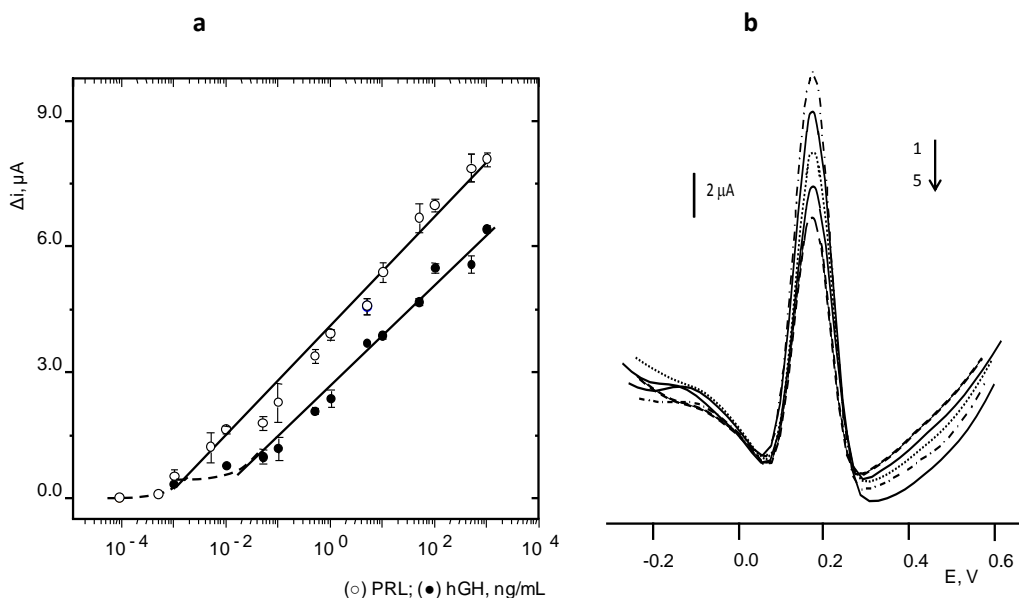 a
b
9.0
6.0
3.0
0.0
Δi, μA
10⁻⁴ 10⁻² 10⁰ 10² 10⁴
(○) PRL; (●) hGH, ng/mL
2 μA
1
5
-0.2 0.0 0.2 0.4 0.6
E, V